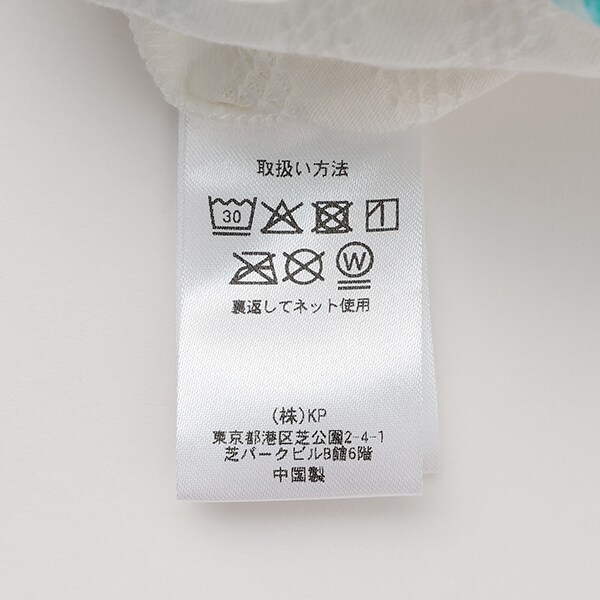 取扱い方法
30
W
裏返してネット使用
(株)KP
東京都港区芝公園2-4-1
芝パークビルB館6階
中国製